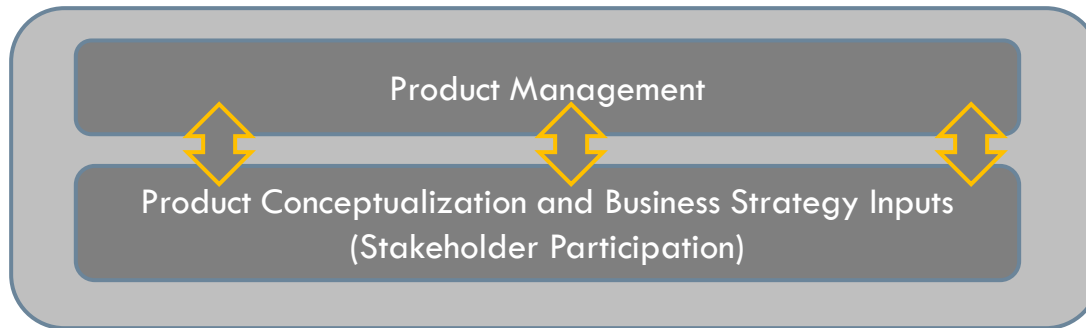 Product Management
Product Conceptualization and Business Strategy Inputs
(Stakeholder Participation)